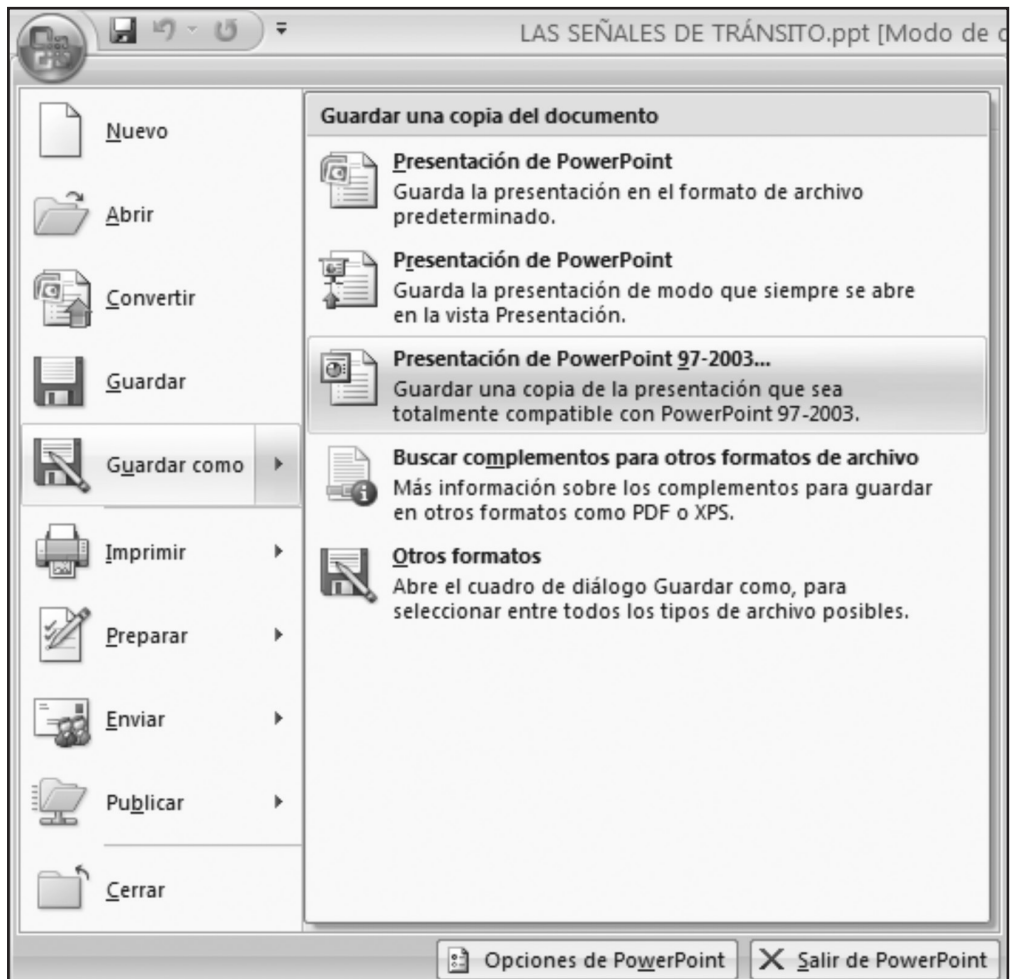 LAS SEÑALES DE TRÁNSITO.ppt [Modo de
Nuevo
Abrir
Convertir
Guardar
Guardar como
Imprimir
Preparar
Enviar
Publicar
Cerrar
Guardar una copia del documento
Presentación de PowerPoint
Guarda la presentación en el formato de archivo
predeterminado.
Presentación de PowerPoint
Guarda la presentación de modo que siempre se abre
en la vista Presentación.
Presentación de PowerPoint 97-2003...
Guardar una copia de la presentación que sea
totalmente compatible con PowerPoint 97-2003.
Buscar complementos para otros formatos de archivo
Más información sobre los complementos para guardar
en otros formatos como PDF o XPS.
Otros formatos
Abre el cuadro de diálogo Guardar como, para
seleccionar entre todos los tipos de archivo posibles.
Opciones de PowerPoint
Salir de PowerPoint